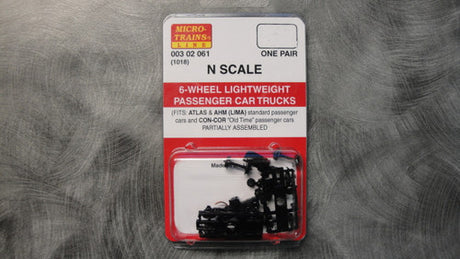 MICRO-
TRAINS®
LINE
003 02 061
(1018)
ONE PAIR
N SCALE
6-WHEEL LIGHTWEIGHT
PASSENGER CAR TRUCKS
(FITS: ATLAS & AHM (LIMA) standard passenger
cars and CON-COR "Old Time" passenger cars
PARTIALLY ASSEMBLED
Made